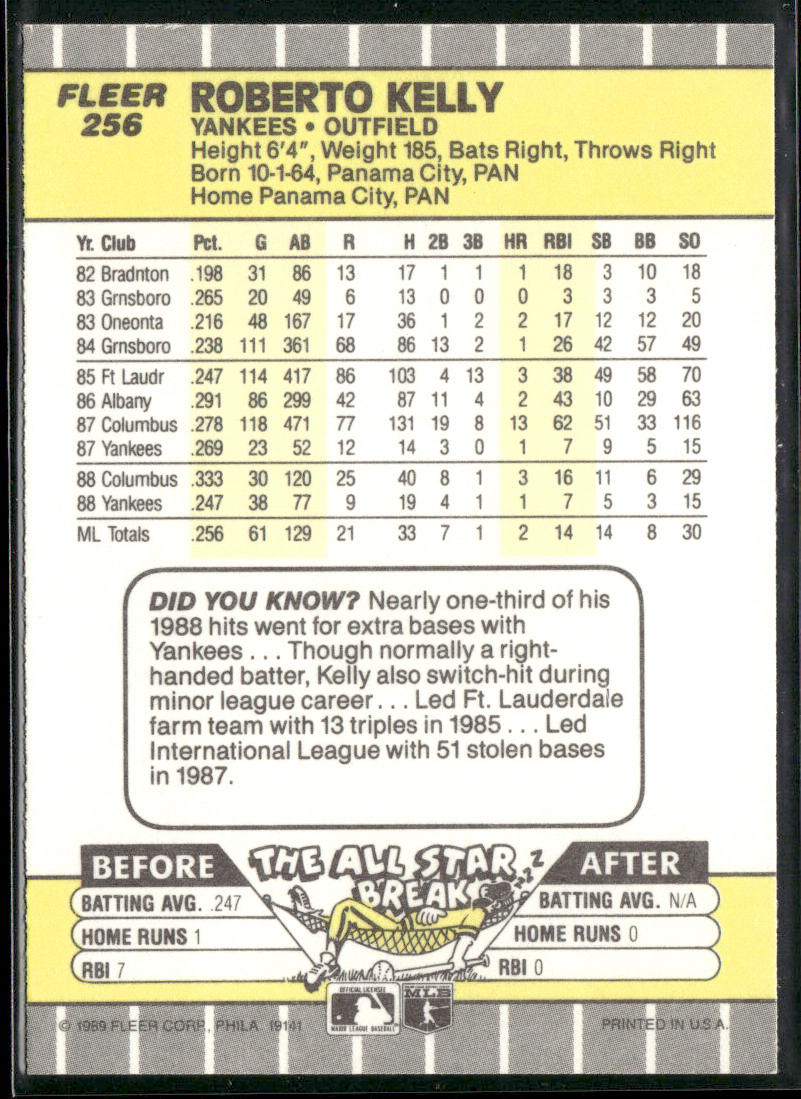 FLEER
256
ROBERTO KELLY
YANKEES • OUTFIELD
Height 6'4", Weight 185, Bats Right, Throws Right
Born 10-1-64, Panama City, PAN
Home Panama City, PAN
Yr. Club Pct. G AB R H 2B 3B HR RBI SB BB SO
82 Bradnton .198 31 86 13 17 1 1 1 18 3 10 18
83 Grnsboro .265 20 49 6 13 0 0 0 3 3 3 5
83 Oneonta .216 48 167 17 36 1 2 2 17 12 12 20
84 Grnsboro .238 111 361 68 86 13 2 1 26 42 57 49
85 Ft Laudr .247 114 417 86 103 4 13 3 38 49 58 70
86 Albany .291 86 299 42 87 11 4 2 43 10 29 63
87 Columbus .278 118 471 77 131 19 8 13 62 51 33 116
87 Yankees .269 23 52 12 14 3 0 1 7 9 5 15
88 Columbus .333 30 120 25 40 8 1 3 16 11 6 29
88 Yankees .247 38 77 9 19 4 1 1 7 5 3 15
ML Totals .256 61 129 21 33 7 1 2 14 14 8 30
DID YOU KNOW? Nearly one-third of his
1988 hits went for extra bases with
Yankees . . . Though normally a right-
handed batter, Kelly also switch-hit during
minor league career . . . Led Ft. Lauderdale
farm team with 13 triples in 1985 . . . Led
International League with 51 stolen bases
in 1987.
BEFORE THE ALL STAR BREAK AFTER
ZZZ
BATTING AVG. .247 BATTING AVG. N/A
HOME RUNS 1 HOME RUNS 0
RBI 7 RBI 0
OFFICIAL LICENSEE
MAJOR LEAGUE BASEBALL
MLB
© 1989 FLEER CORP., PHILA 19141 PRINTED IN U.S.A.